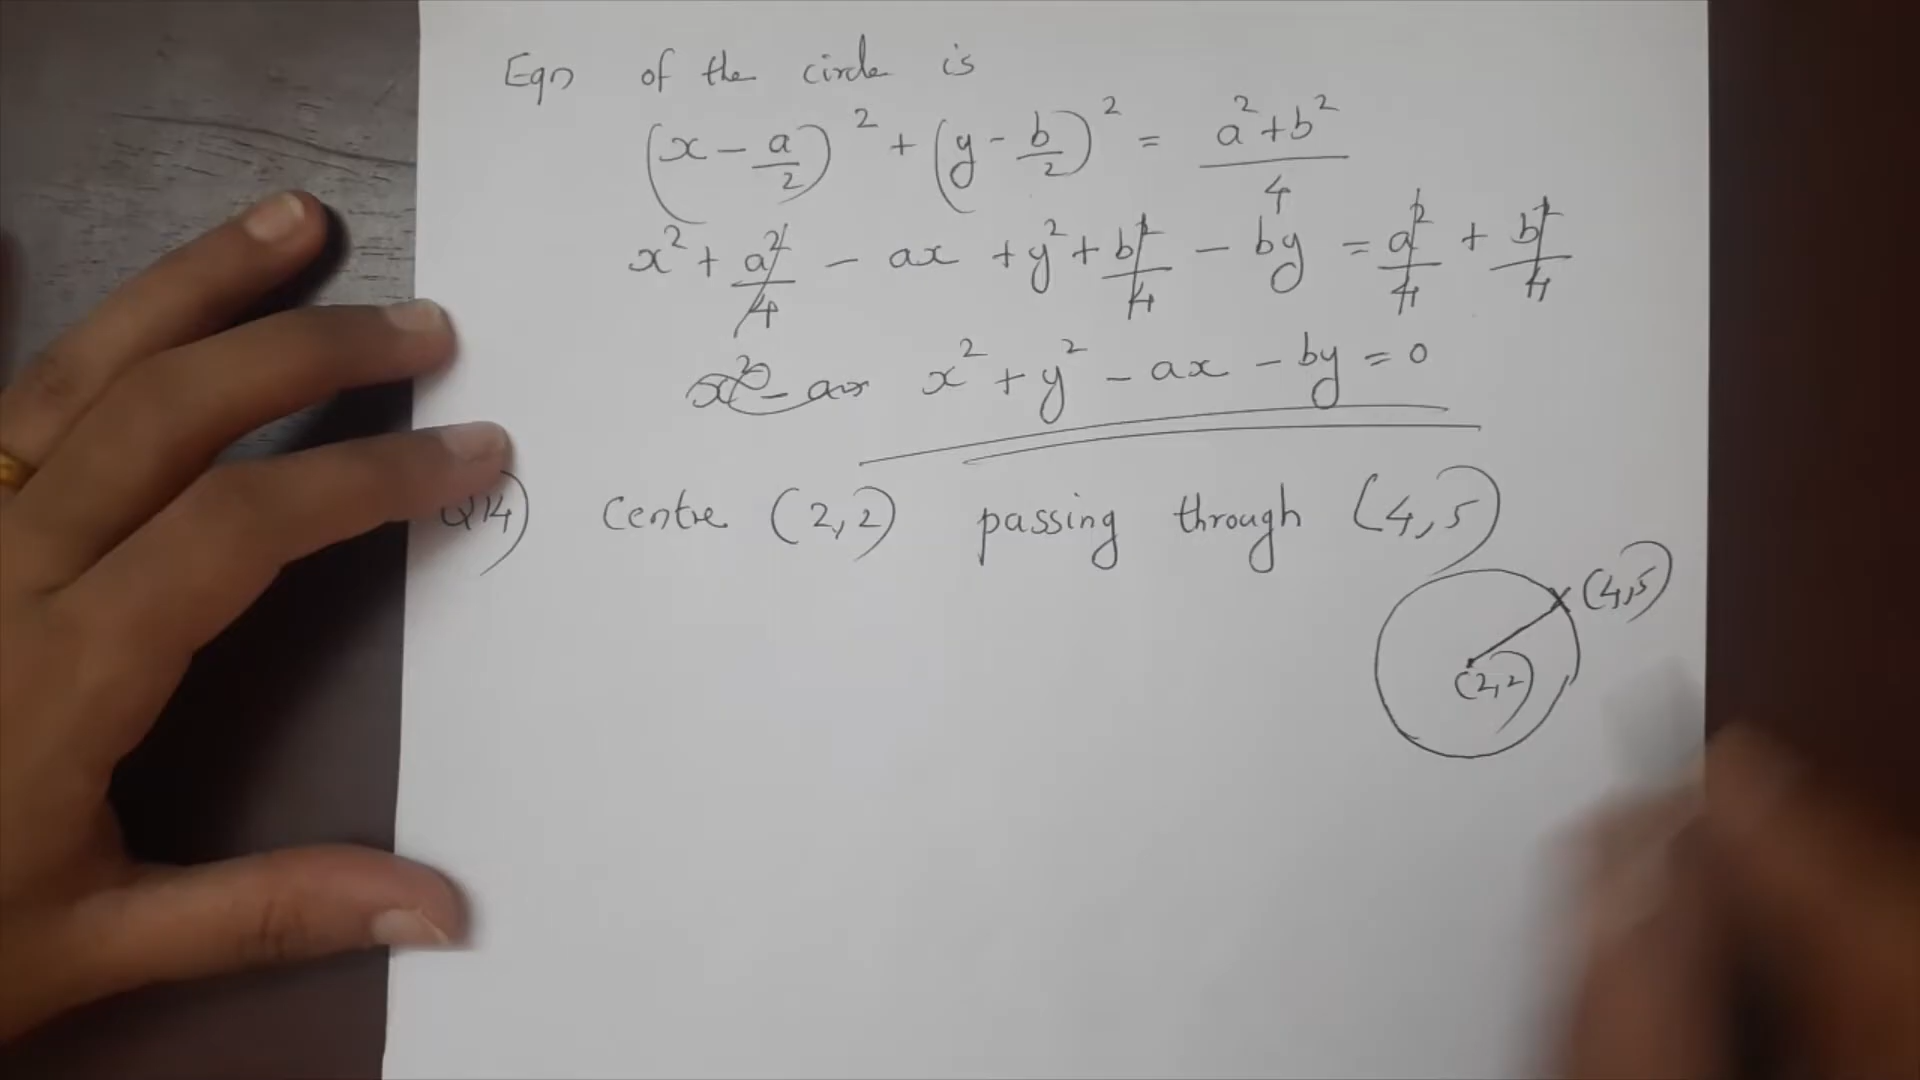 Eqn of the circle is
(x - a/2)² + (y - b/2)² = (a² + b²)/4
x² + a²/4 - ax + y² + b²/4 - by = a²/4 + b²/4
x² - ax x² + y² - ax - by = 0
Q14) Centre (2,2) passing through (4,5)
(4,5)
(2,2)